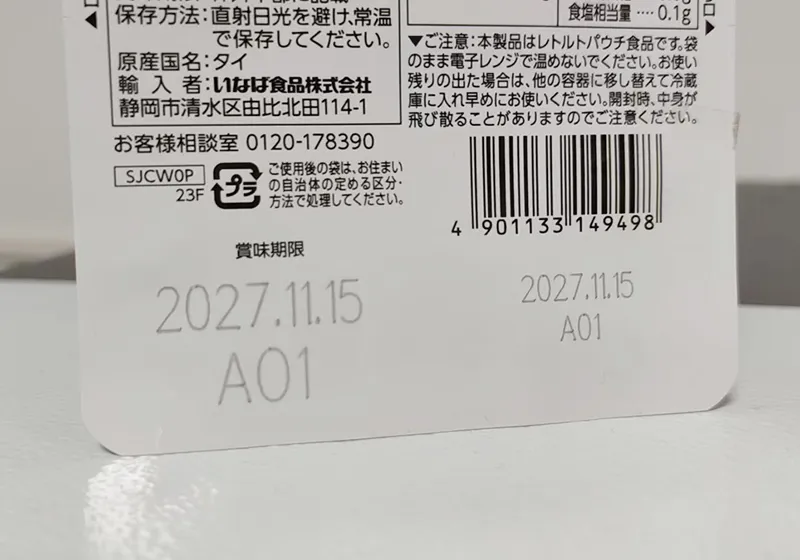 保存方法：直射日光を避け、常温
で保存してください。
原産国名：タイ
輸入者：いなば食品株式会社
静岡市清水区由比北田114-1
お客様相談室 0120-178390
SJCW0P
23F
プラ
ご使用後の袋は、お住まい
の自治体の定める区分・
方法で処理してください。
賞味期限
2027.11.15
A01
食塩相当量 ···· 0.1g
▼ご注意：本製品はレトルトパウチ食品です。袋
のまま電子レンジで温めないでください。お使い
残りの出た場合は、他の容器に移し替えて冷蔵
庫に入れ早めにお使いください。開封時、中身が
飛び散ることがありますのでご注意ください。
4 901133 149498
2027.11.15
A01